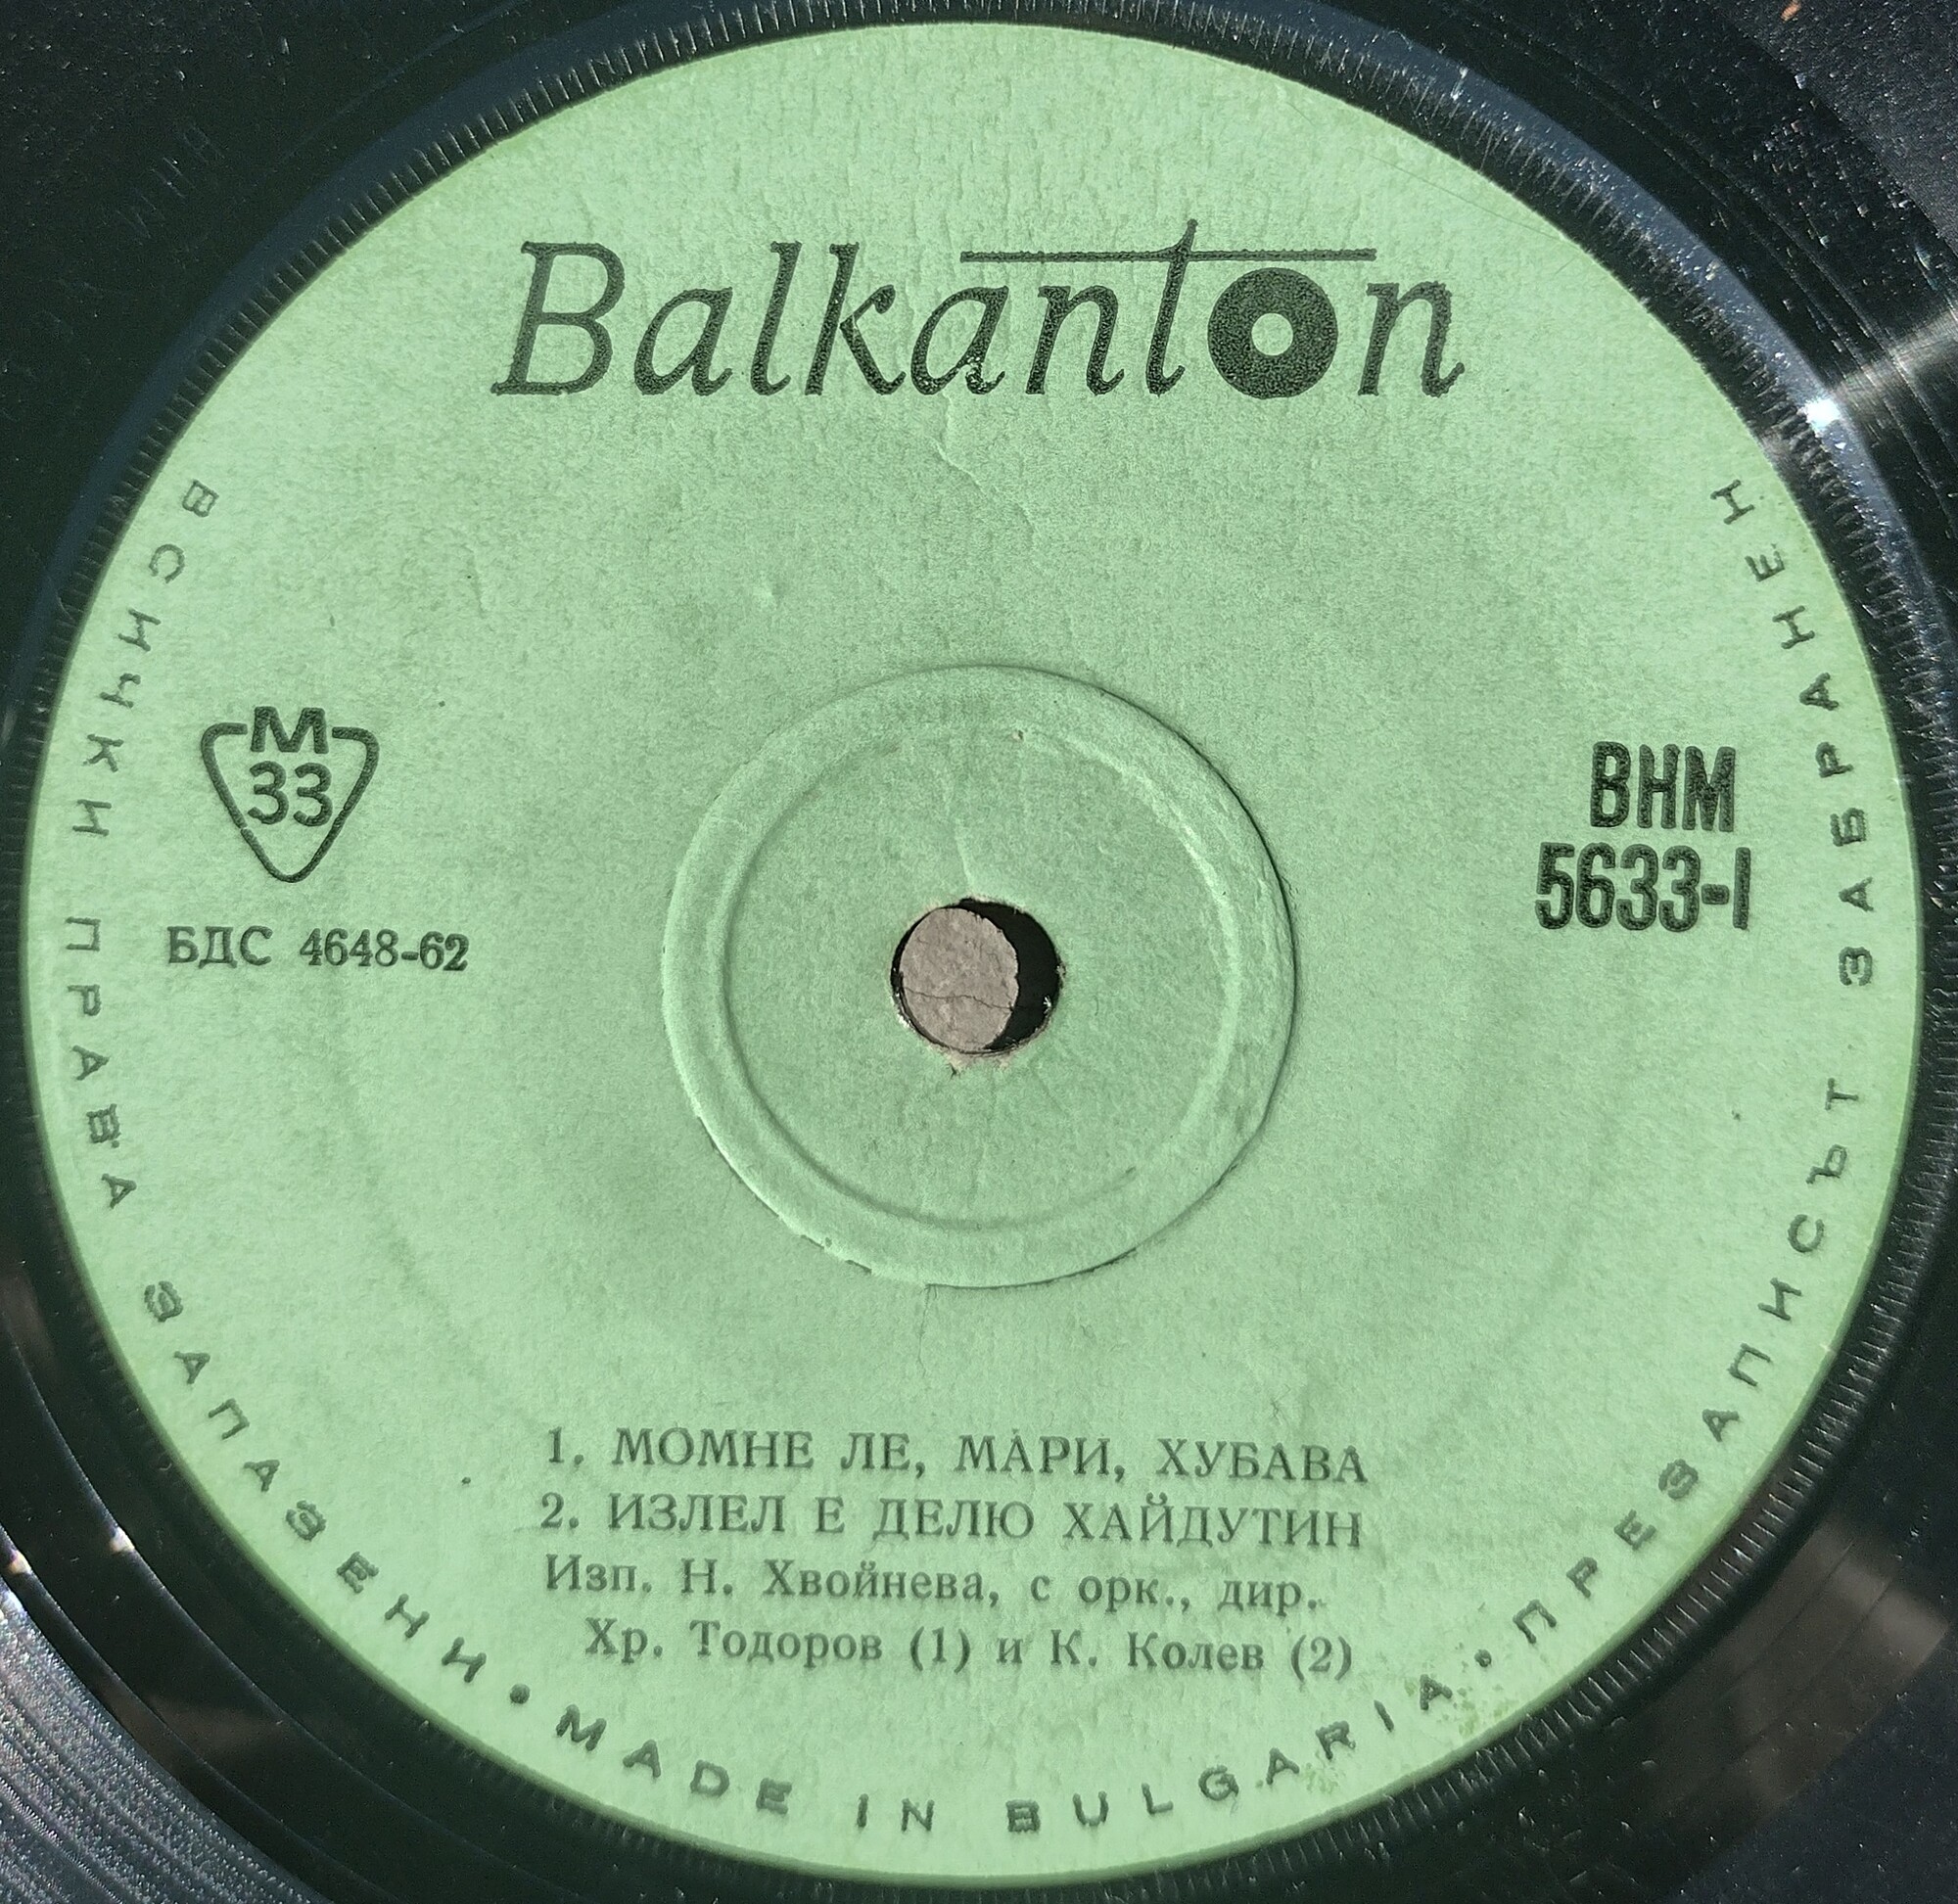 Balkanton
М
33
БДС 4648-62
ВНМ
5633-I
1. МОМНЕ ЛЕ, МАРИ, ХУБАВА
2. ИЗЛЕЛ Е ДЕЛЮ ХАЙДУТИН
Изп. Н. Хвойнева, с орк., дир.
Хр. Тодоров (1) и К. Колев (2)
ВСИЧКИ ПРАВА ЗАПАЗЕНИ • MADE IN BULGARIA • ПРЕЗАПИСЪТ ЗАБРАНЕН